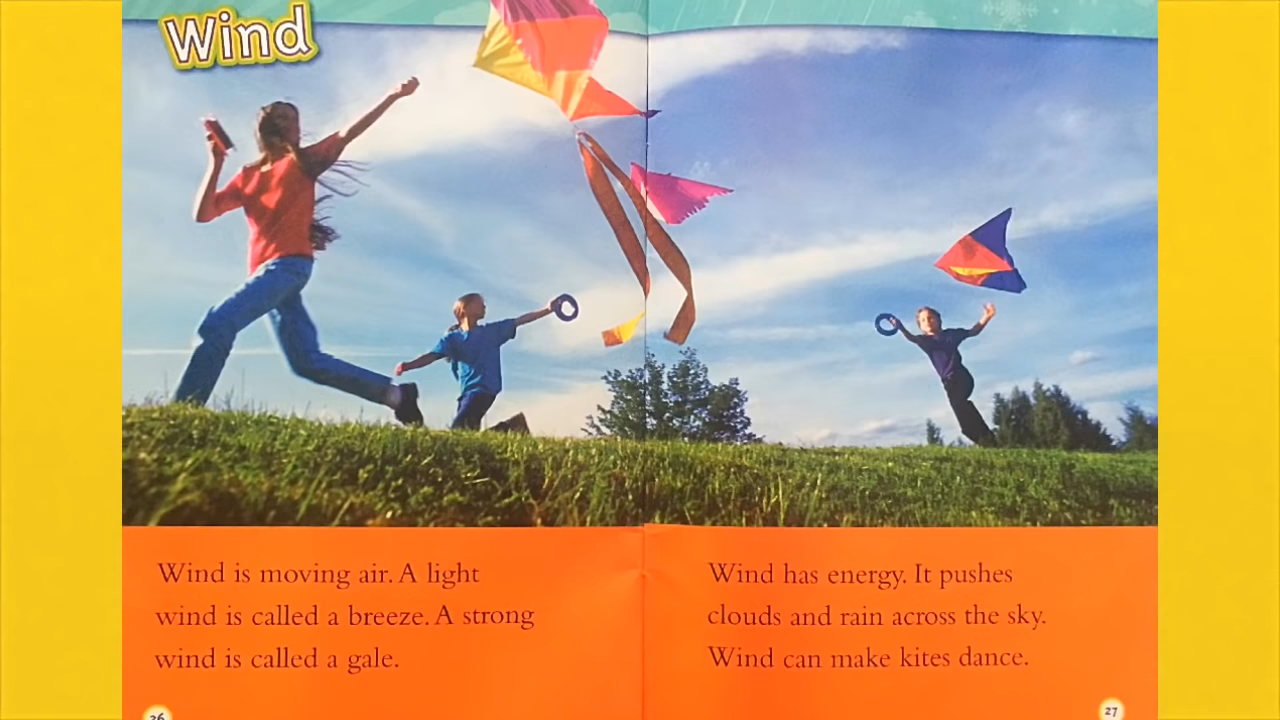 Wind
Wind is moving air. A light
wind is called a breeze. A strong
wind is called a gale.
Wind has energy. It pushes
clouds and rain across the sky.
Wind can make kites dance.
26
27